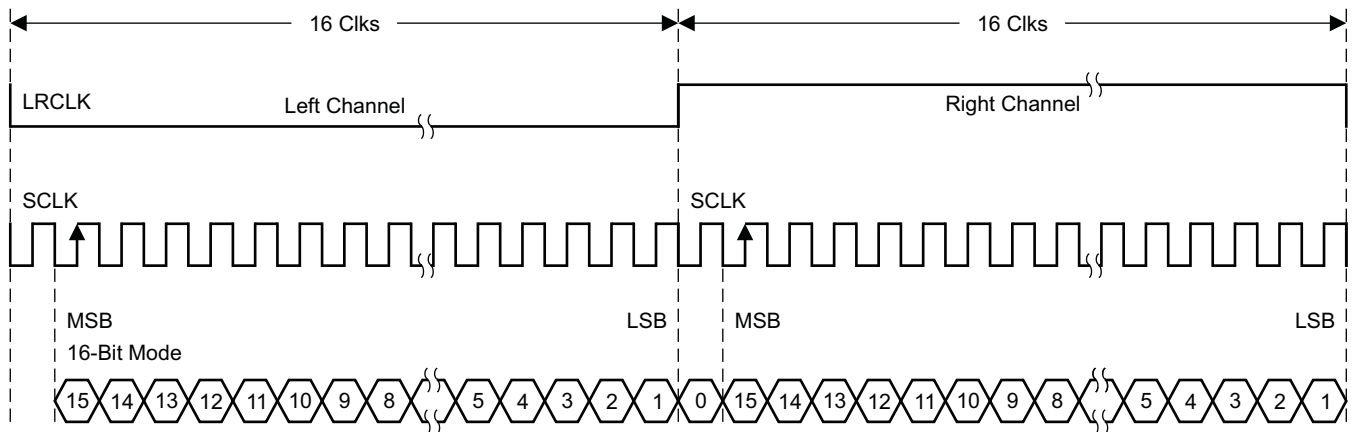 16 Clks 16 Clks
LRCLK Left Channel Right Channel
SCLK SCLK
MSB LSB MSB LSB
16-Bit Mode
15 14 13 12 11 10 9 8 5 4 3 2 1 0 15 14 13 12 11 10 9 8 5 4 3 2 1